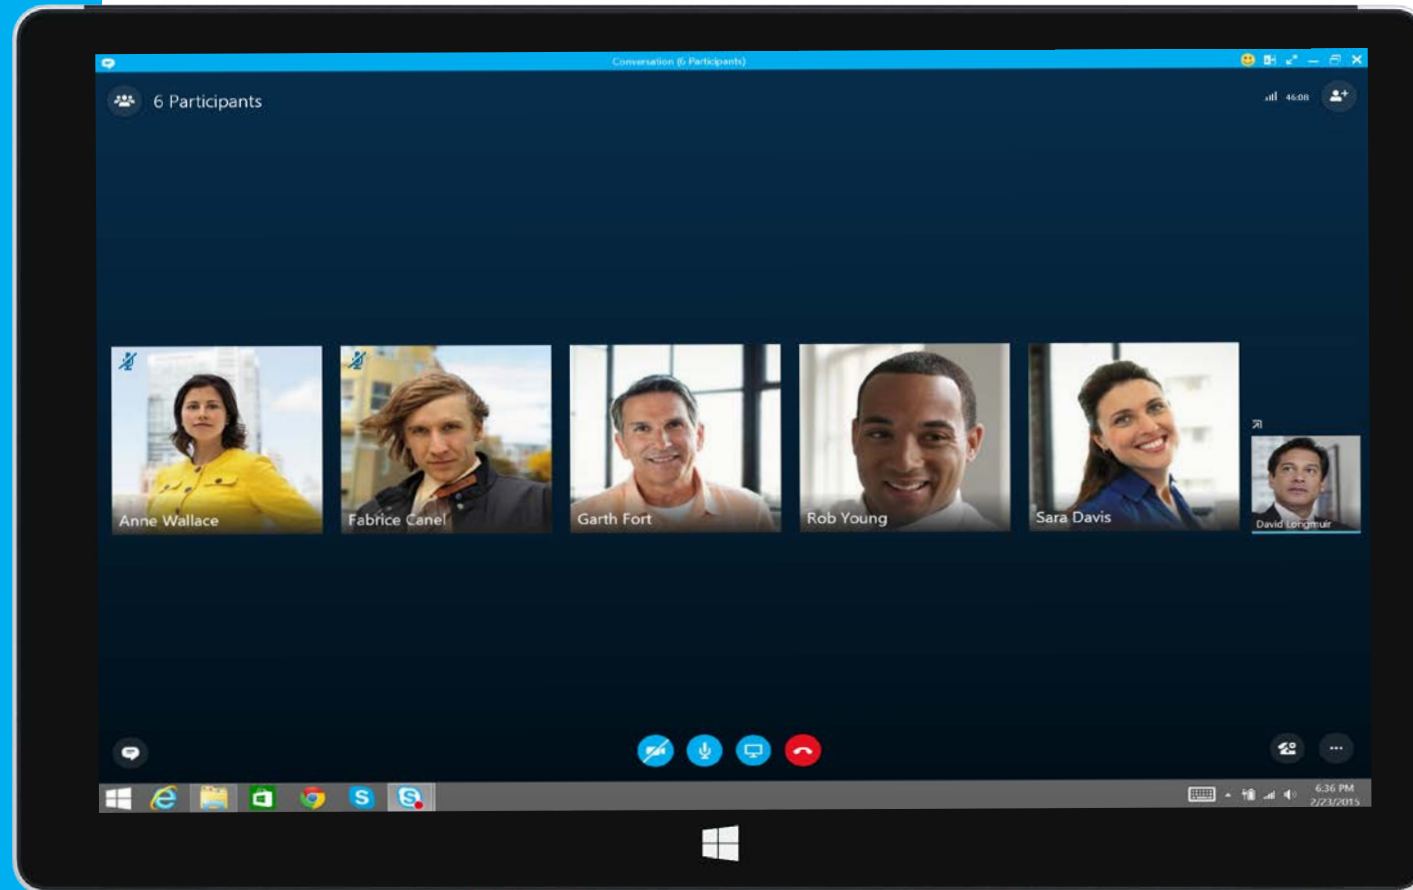 Conversation (6 Participants)
6 Participants
46:08
Anne Wallace
Fabrice Canel
Garth Fort
Rob Young
Sara Davis
David Longmuir
6:36 PM
2/23/2015